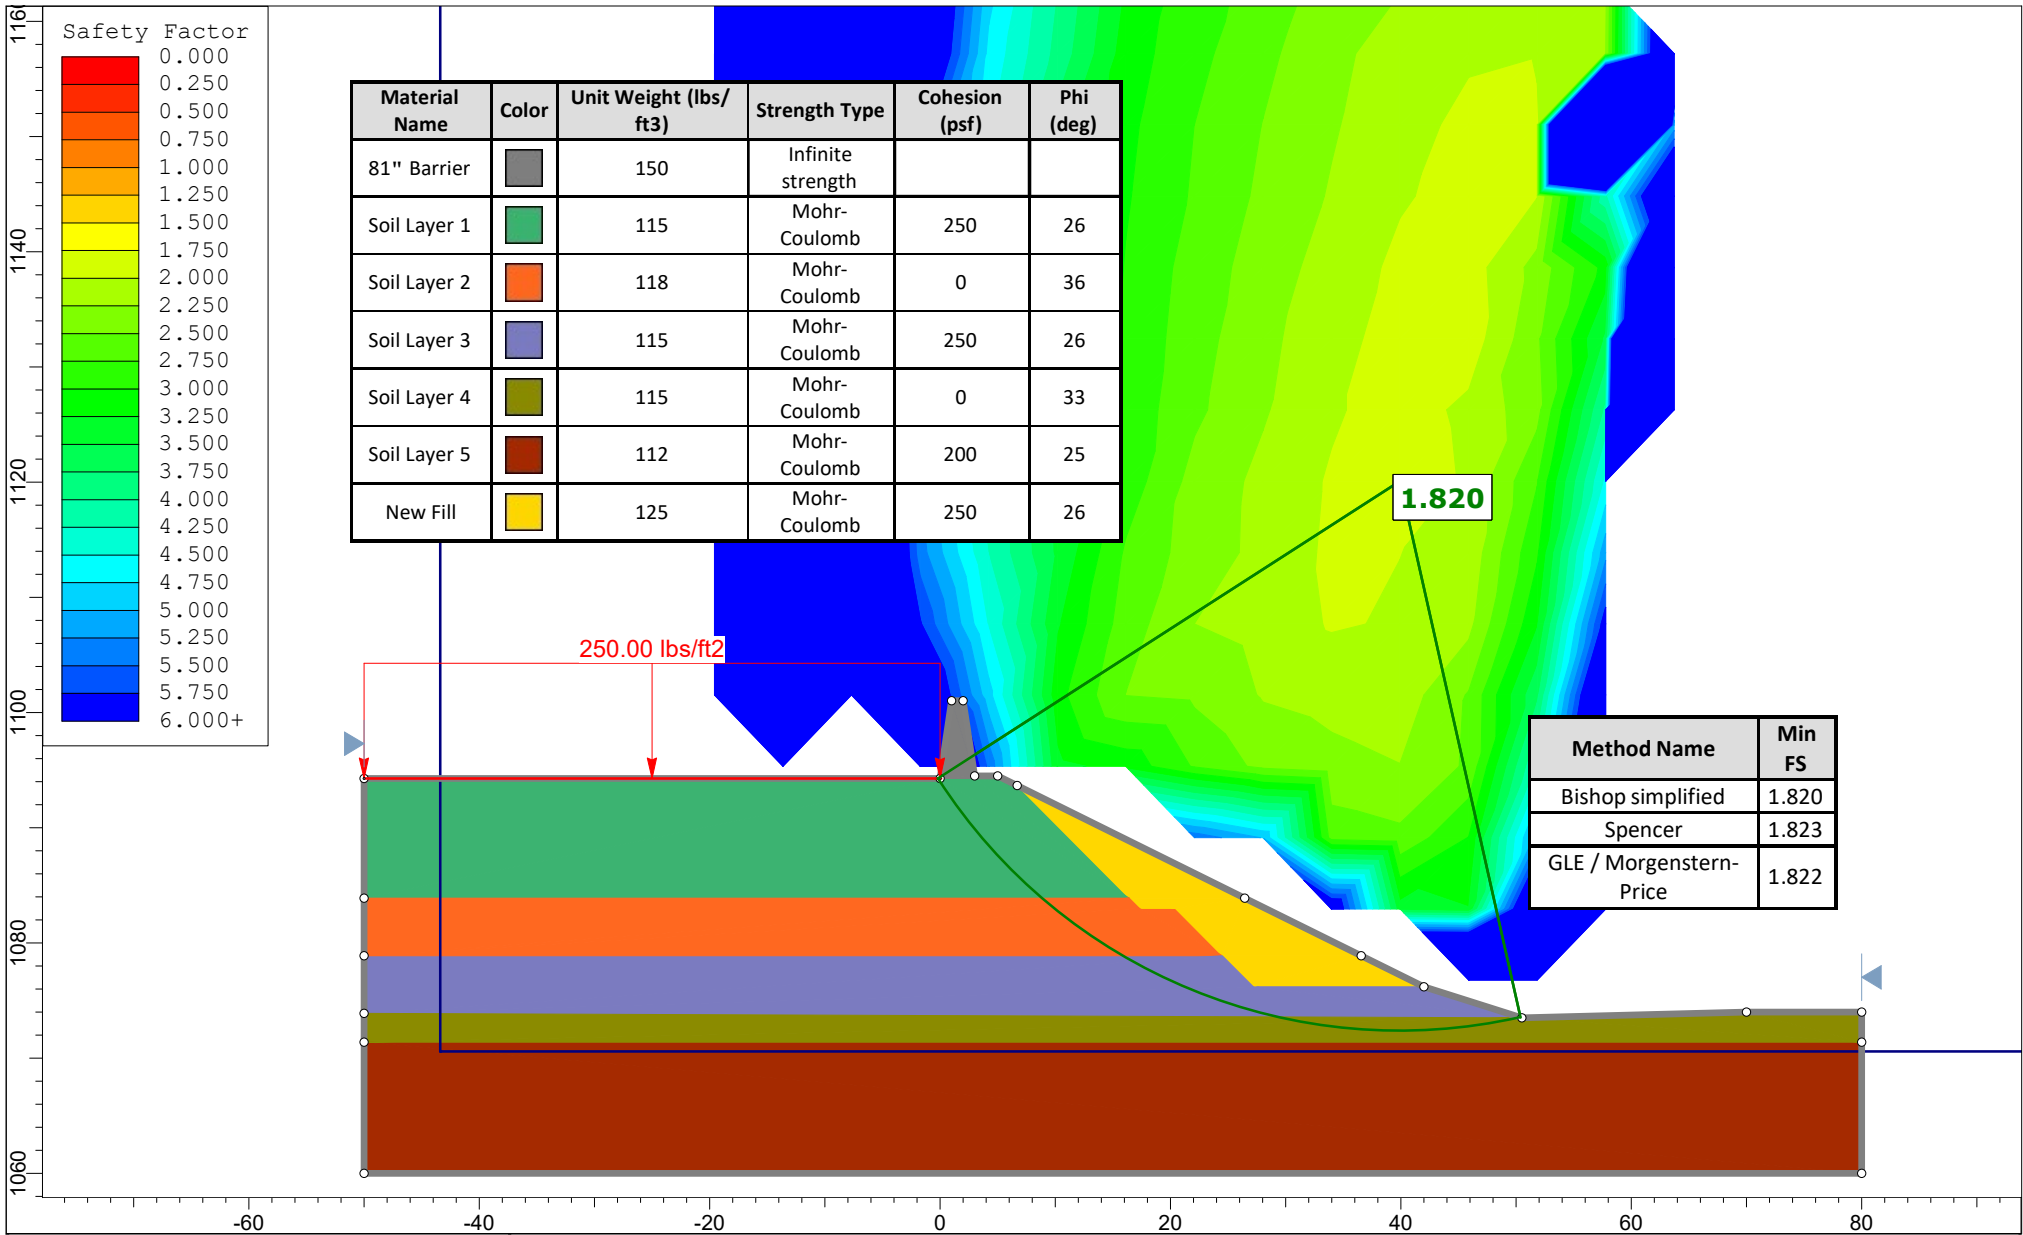 Safety Factor
0.000
0.250
0.500
0.750
1.000
1.250
1.500
1.750
2.000
2.250
2.500
2.750
3.000
3.250
3.500
3.750
4.000
4.250
4.500
4.750
5.000
5.250
5.500
5.750
6.000+
Material Name Color Unit Weight (lbs/ft3) Strength Type Cohesion (psf) Phi (deg)
81" Barrier 150 Infinite strength
Soil Layer 1 115 Mohr-Coulomb 250 26
Soil Layer 2 118 Mohr-Coulomb 0 36
Soil Layer 3 115 Mohr-Coulomb 250 26
Soil Layer 4 115 Mohr-Coulomb 0 33
Soil Layer 5 112 Mohr-Coulomb 200 25
New Fill 125 Mohr-Coulomb 250 26
1.820
250.00 lbs/ft2
Method Name Min FS
Bishop simplified 1.820
Spencer 1.823
GLE / Morgenstern-Price 1.822
1160
1140
1120
1100
1080
1060
-60 -40 -20 0 20 40 60 80